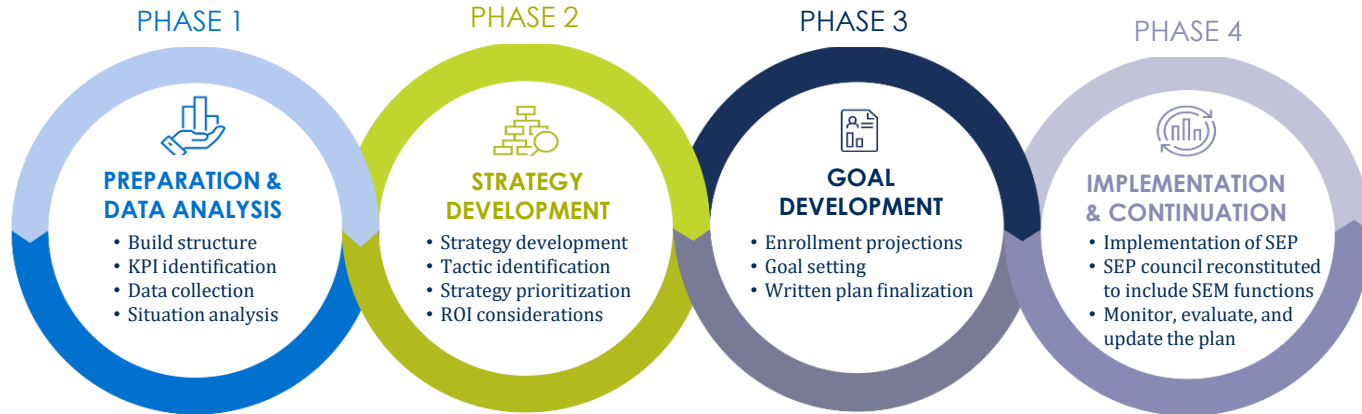 PHASE 1
PREPARATION &
DATA ANALYSIS
• Build structure
• KPI identification
• Data collection
• Situation analysis
PHASE 2
STRATEGY
DEVELOPMENT
• Strategy development
• Tactic identification
• Strategy prioritization
• ROI considerations
PHASE 3
GOAL
DEVELOPMENT
• Enrollment projections
• Goal setting
• Written plan finalization
PHASE 4
IMPLEMENTATION
& CONTINUATION
• Implementation of SEP
• SEP council reconstituted
to include SEM functions
• Monitor, evaluate, and
update the plan